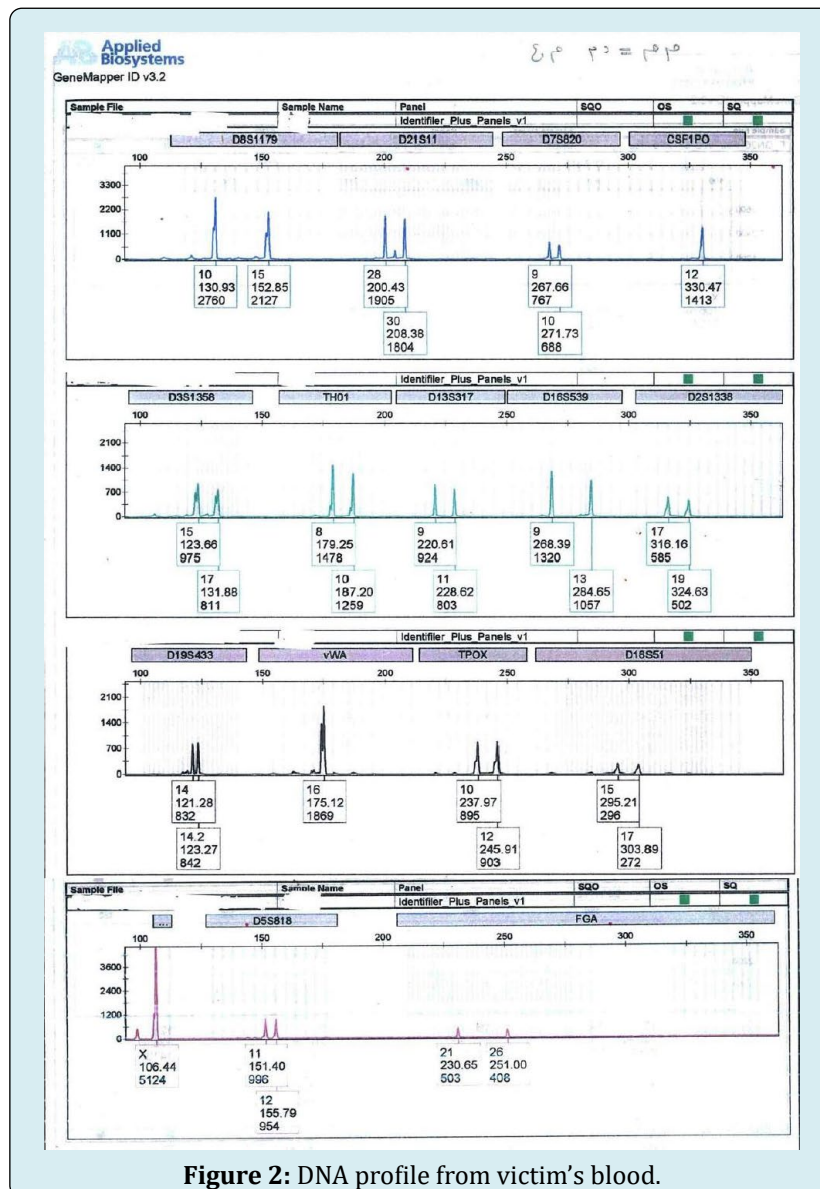 AB Applied Biosystems
GeneMapper ID v3.2
Sample File Sample Name Panel SQO OS SQ
Identifiler_Plus_Panels_v1
D8S1179 D21S11 D7S820 CSF1PO
100 150 200 250 300 350
3300
2200
1100
0
10 15 28 9 12
130.93 152.85 200.43 267.66 330.47
2760 2127 1905 767 1413
30 10
208.38 271.73
1804 688
Identifiler_Plus_Panels_v1
D3S1358 TH01 D13S317 D16S539 D2S1338
100 150 200 250 300 350
2100
1400
700
0
15 8 9 9 17
123.66 179.25 220.61 268.39 316.16
975 1478 924 1320 585
17 10 11 13 19
131.88 187.20 228.62 284.65 324.63
811 1259 803 1057 502
Identifiler_Plus_Panels_v1
D19S433 vWA TPOX D18S51
100 150 200 250 300 350
2100
1400
700
0
14 16 10 15
121.28 175.12 237.97 295.21
832 1869 895 296
14.2 12 17
123.27 245.91 303.89
842 903 272
Sample File Sample Name Panel SQO OS SQ
Identifiler_Plus_Panels_v1
... D5S818 FGA
100 150 200 250 300 350
3600
2400
1200
0
X 11 21 26
106.44 151.40 230.65 251.00
5124 996 503 408
12
155.79
954
Figure 2: DNA profile from victim's blood.